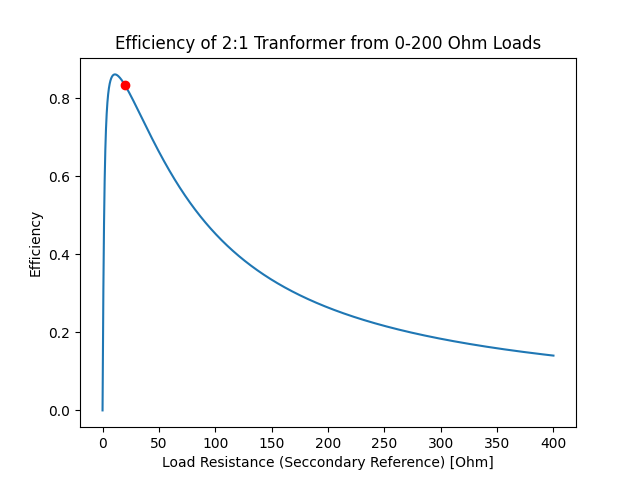 Efficiency of 2:1 Tranformer from 0-200 Ohm Loads
0.8
0.6
0.4
0.2
0.0
Efficiency
0 50 100 150 200 250 300 350 400
Load Resistance (Seccondary Reference) [Ohm]